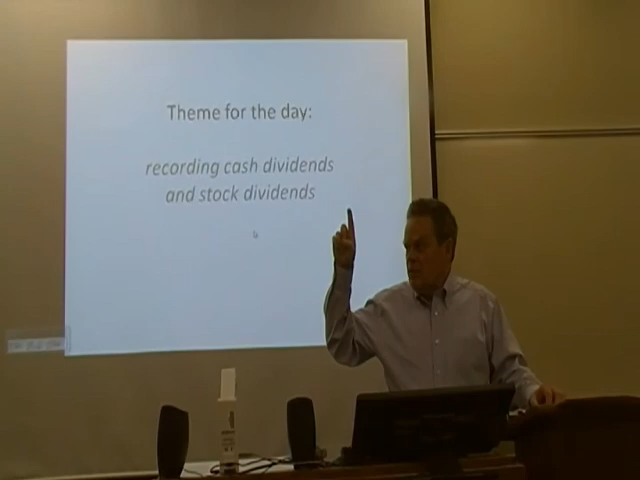 Theme for the day:
recording cash dividends
and stock dividends